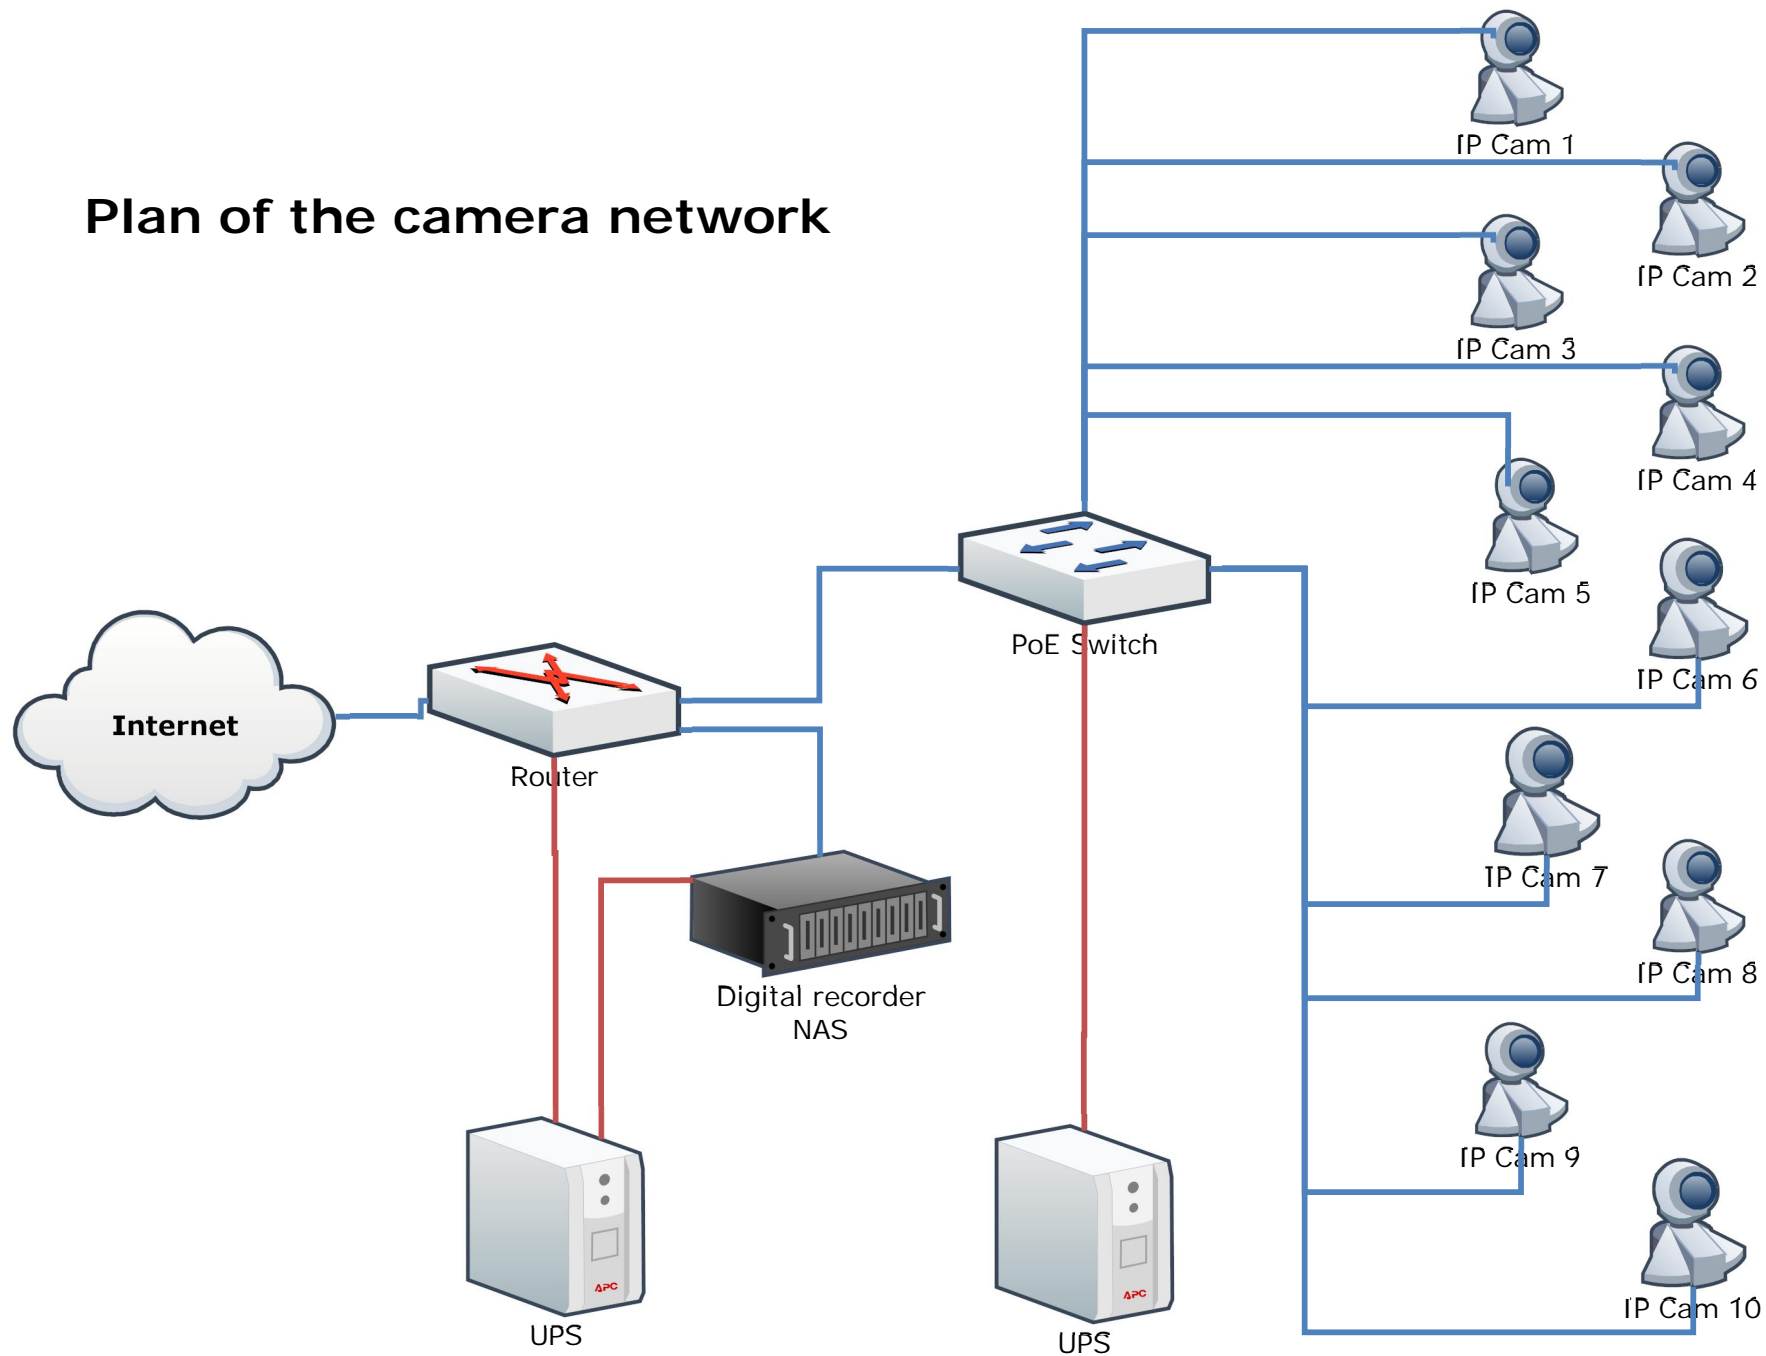 Plan of the camera network
IP Cam 1
IP Cam 2
IP Cam 3
IP Cam 4
IP Cam 5
PoE Switch
IP Cam 6
Internet
Router
IP Cam 7
IP Cam 8
Digital recorder
NAS
IP Cam 9
APC
UPS
APC
UPS
IP Cam 10